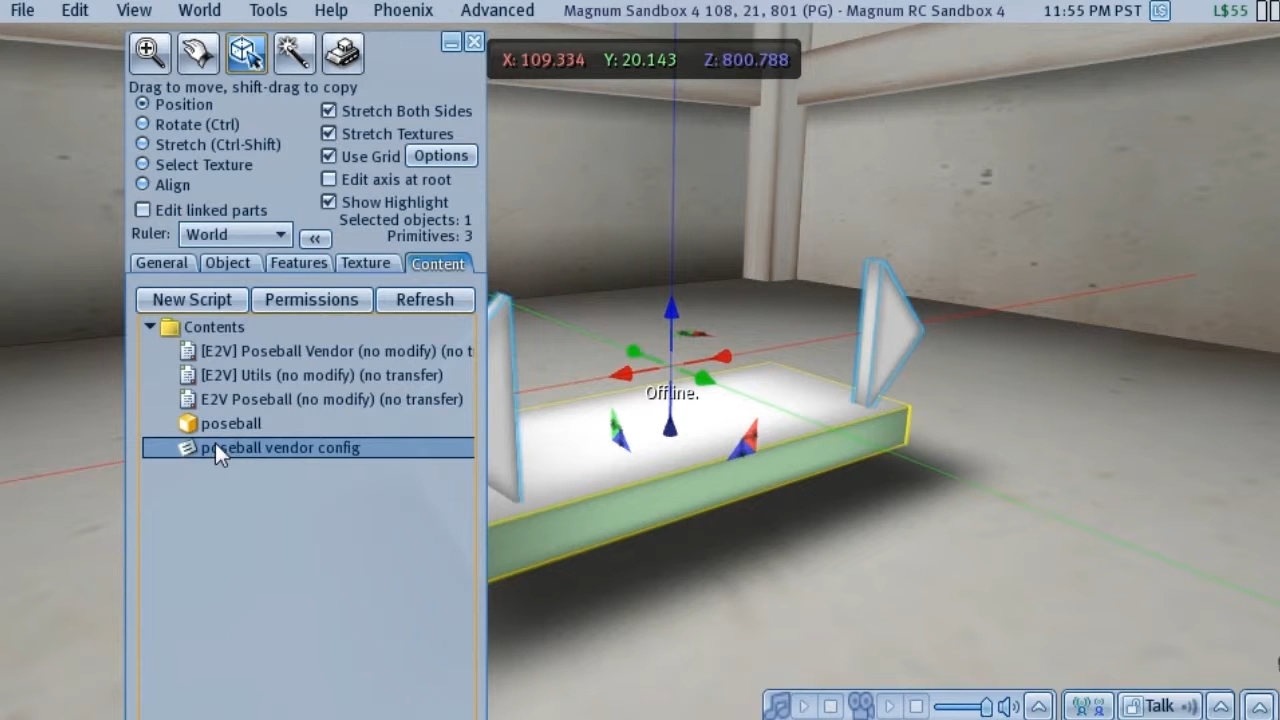 File Edit View World Tools Help Phoenix Advanced Magnum Sandbox 4 108, 21, 801 (PG) - Magnum RC Sandbox 4 11:55 PM PST LS L$55
X: 109.334 Y: 20.143 Z: 800.788
Drag to move, shift-drag to copy
Position
Rotate (Ctrl)
Stretch (Ctrl-Shift)
Select Texture
Align
Stretch Both Sides
Stretch Textures
Use Grid Options
Edit axis at root
Show Highlight
Edit linked parts
Selected objects: 1
Ruler: World <<
Primitives: 3
General Object Features Texture Content
New Script Permissions Refresh
Contents
[E2V] Poseball Vendor (no modify) (no t
[E2V] Utils (no modify) (no transfer)
E2V Poseball (no modify) (no transfer)
poseball
poseball vendor config
Offline.
Talk